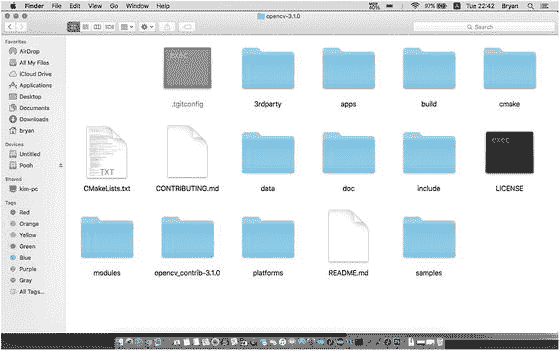 Finder File Edit View Go Window Help 97% Tue 22:42 Bryan
opencv-3.1.0
Search
Favorites
AirDrop
All My Files
iCloud Drive
Applications
Desktop
Documents
Downloads
bryan
Devices
Untitled
Pooh
Shared
kim-pc
Tags
Red
Orange
Yellow
Green
Blue
Purple
Gray
All Tags...
exec
.tgitconfig
3rdparty
apps
build
cmake
TXT
CMakeLists.txt
CONTRIBUTING.md
data
doc
include
exec
LICENSE
modules
opencv_contrib-3.1.0
platforms
README.md
samples